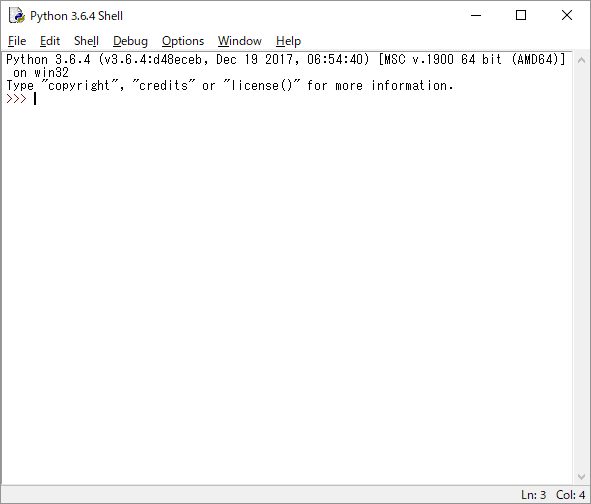 Python 3.6.4 Shell
File Edit Shell Debug Options Window Help
Python 3.6.4 (v3.6.4:d48eceb, Dec 19 2017, 06:54:40) [MSC v.1900 64 bit (AMD64)]
 on win32
Type "copyright", "credits" or "license()" for more information.
>>>
Ln: 3 Col: 4